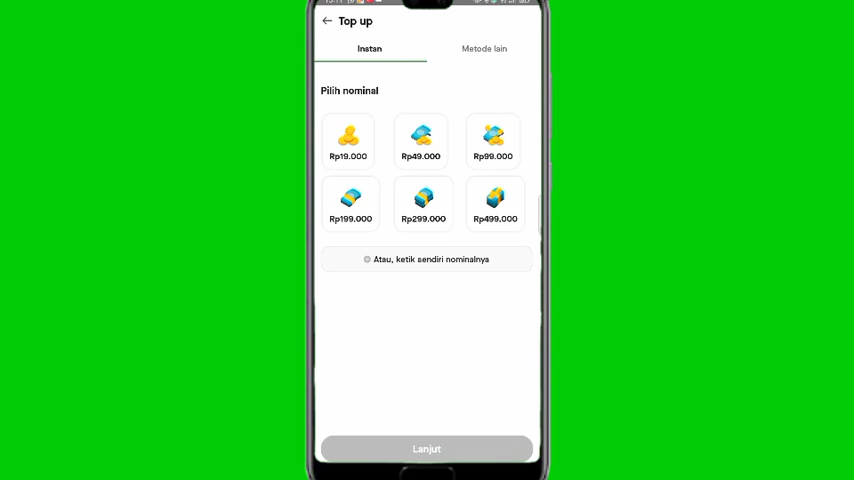 Top up
Instan
Metode lain
Pilih nominal
Rp19.000
Rp49.000
Rp99.000
Rp199.000
Rp299.000
Rp499.000
Atau, ketik sendiri nominalnya
Lanjut